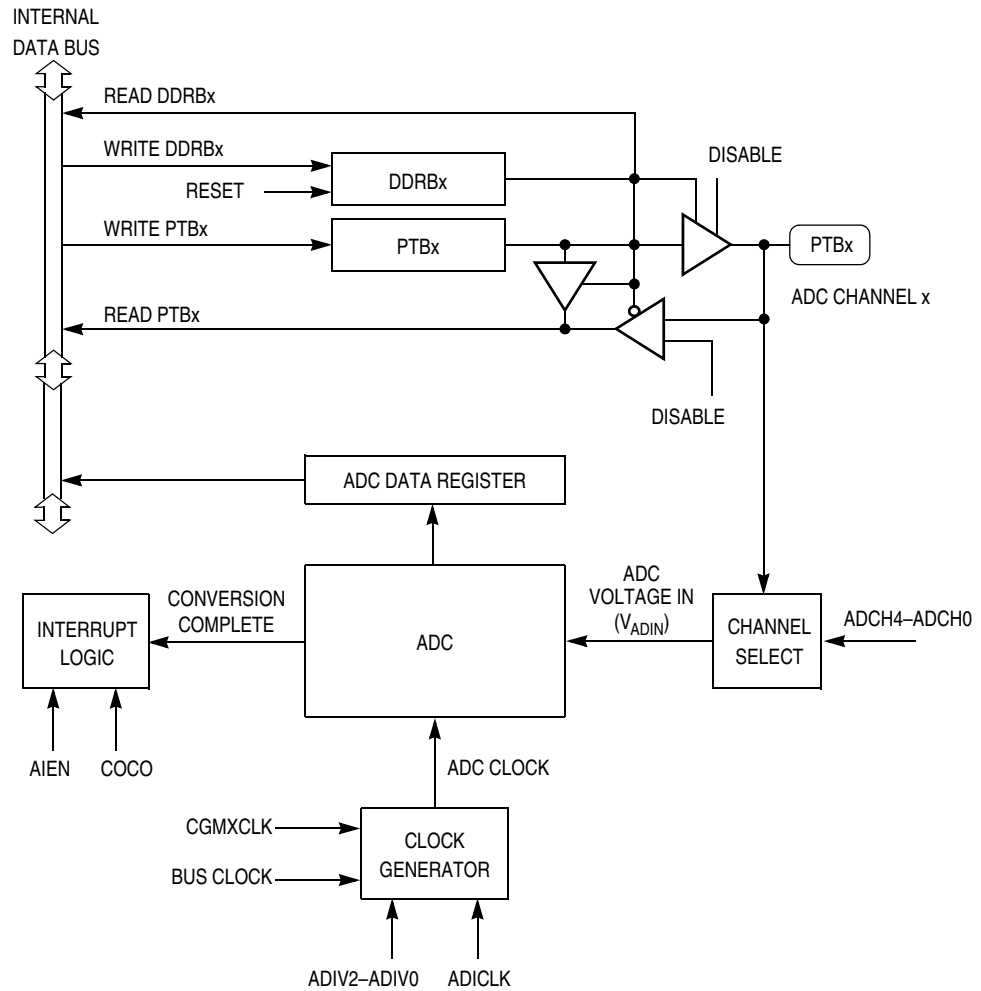 INTERNAL
DATA BUS
READ DDRBx
WRITE DDRBx
DISABLE
RESET
DDRBx
WRITE PTBx
PTBx
PTBx
ADC CHANNEL x
READ PTBx
DISABLE
ADC DATA REGISTER
INTERRUPT
LOGIC
CONVERSION
COMPLETE
ADC
ADC
VOLTAGE IN
(VADIN)
CHANNEL
SELECT
ADCH4–ADCH0
AIEN
COCO
ADC CLOCK
CGMXCLK
BUS CLOCK
CLOCK
GENERATOR
ADIV2–ADIV0
ADICLK